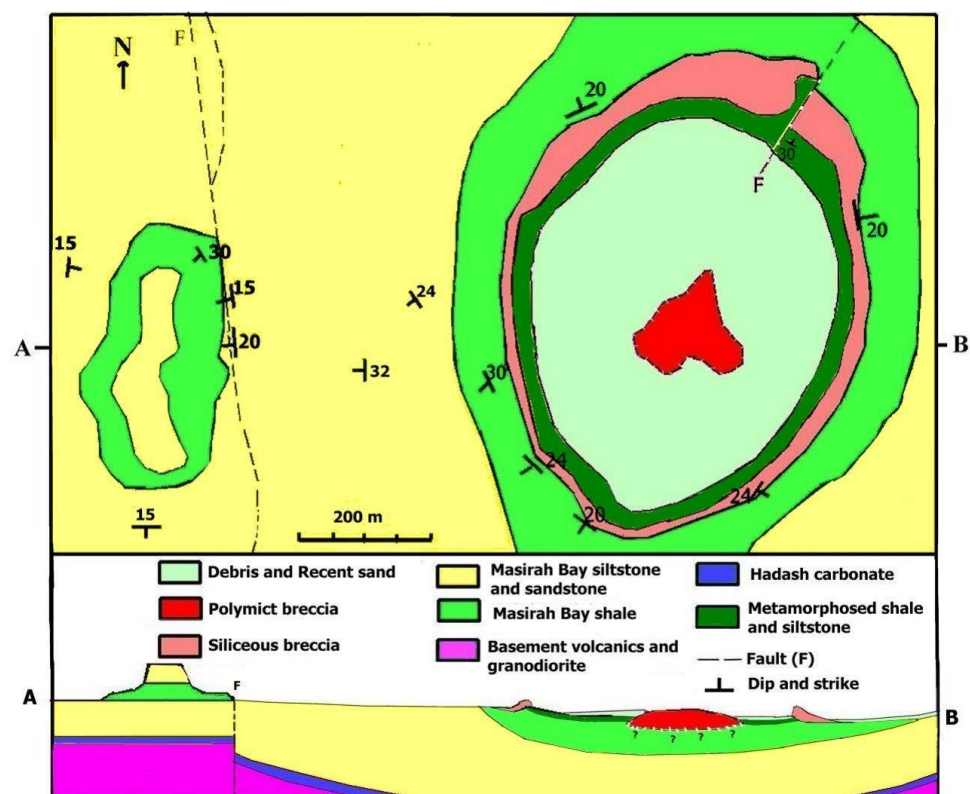 F
N
20
30
F
20
15
30
15
24
A
20
B
32
30
24
24
20
15
200 m
Debris and Recent sand
Masirah Bay siltstone
and sandstone
Hadash carbonate
Polymict breccia
Masirah Bay shale
Metamorphosed shale
and siltstone
Siliceous breccia
Basement volcanics and
granodiorite
Fault (F)
Dip and strike
A
F
B
? ? ? ?